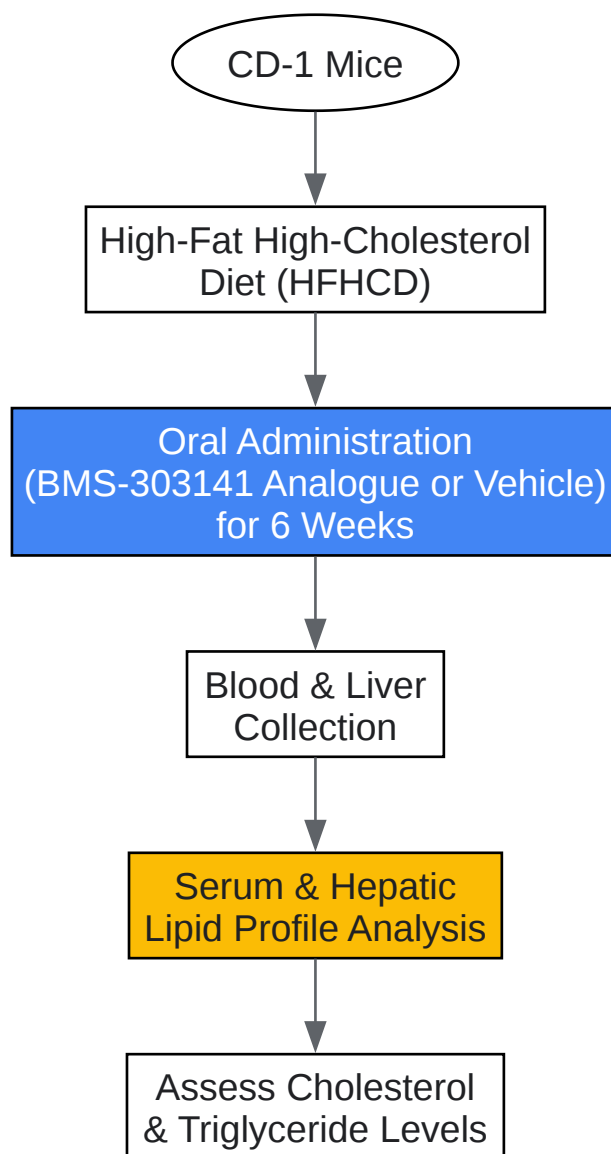 CD-1 Mice
High-Fat High-Cholesterol
Diet (HFHCD)
Oral Administration
(BMS-303141 Analogue or Vehicle)
for 6 Weeks
Blood & Liver
Collection
Serum & Hepatic
Lipid Profile Analysis
Assess Cholesterol
& Triglyceride Levels